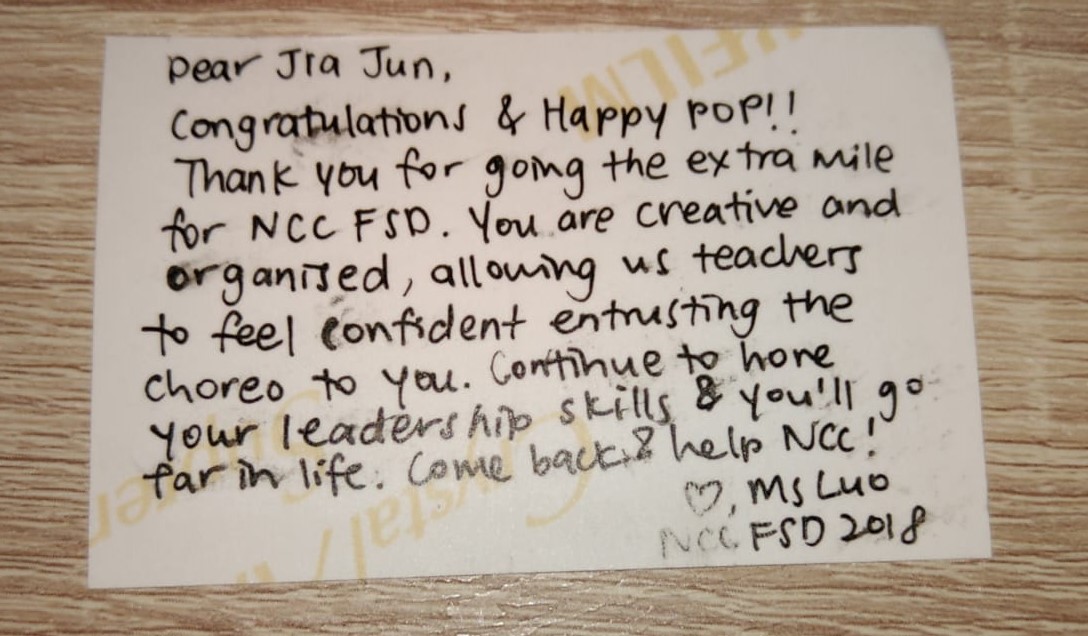 Dear Jia Jun,
Congratulations & Happy POP!!
Thank you for going the extra mile
for NCC FSD. You are creative and
organised, allowing us teachers
to feel confident entrusting the
choreo to you. Continue to hone
your leadership skills & you'll go
far in life. Come back & help NCC!
♡, Ms Luo
NCC FSD 2018
FUJIFILM
Crystal